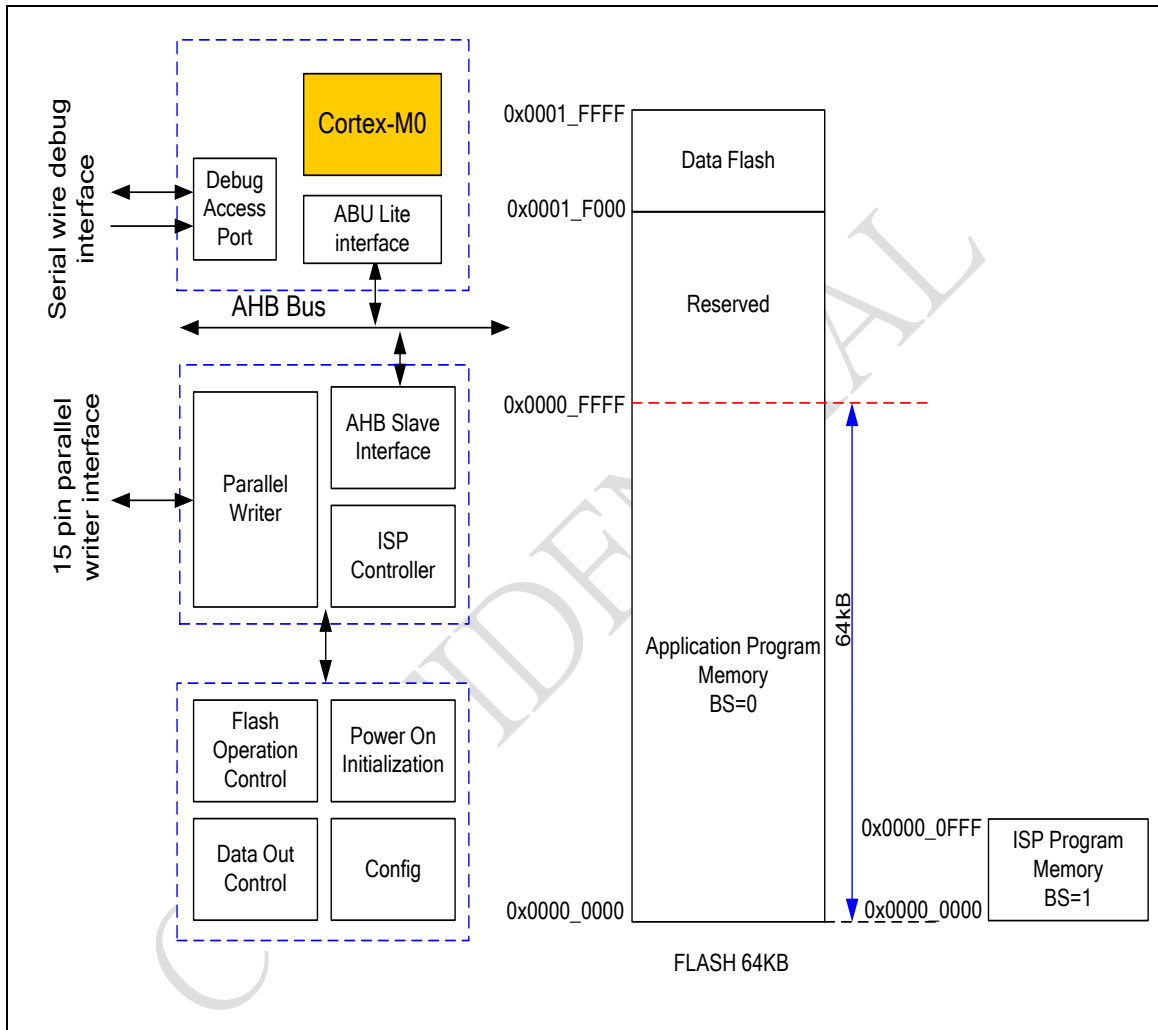 Serial wire debug
interface
Cortex-M0
Debug
Access
Port
ABU Lite
interface
AHB Bus
15 pin parallel
writer interface
Parallel
Writer
AHB Slave
Interface
ISP
Controller
Flash
Operation
Control
Power On
Initialization
Data Out
Control
Config
0x0001_FFFF
Data Flash
0x0001_F000
Reserved
0x0000_FFFF
64kB
Application Program
Memory
BS=0
0x0000_0000
0x0000_0FFF
ISP Program
Memory
BS=1
0x0000_0000
FLASH 64KB